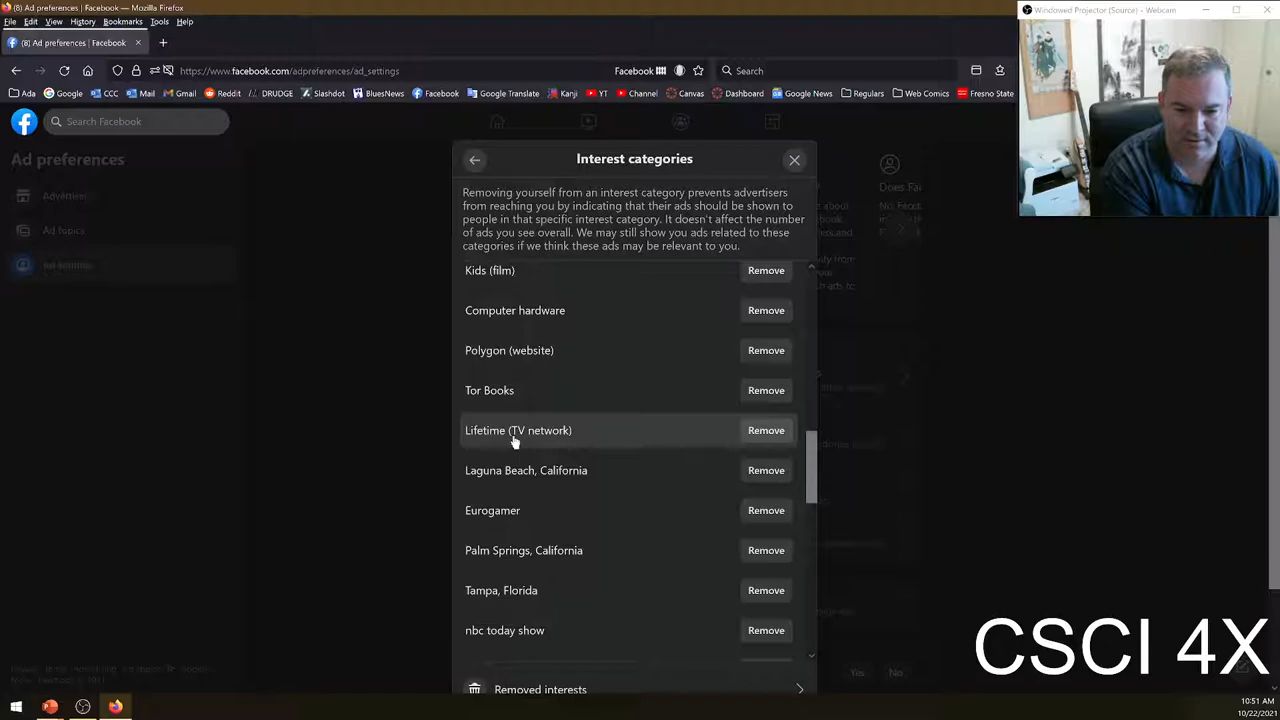 (8) Ad preferences | Facebook — Mozilla Firefox
Windowed Projector (Source) - Webcam
File Edit View History Bookmarks Tools Help
(8) Ad preferences | Facebook
https://www.facebook.com/adpreferences/ad_settings
Facebook
Search
Ada Google CCC Mail Gmail Reddit DRUDGE Slashdot BluesNews Facebook Google Translate Kanji YT Channel Canvas Dashboard Google News Regulars Web Comics Fresno State
Search Facebook
Ad preferences
Ad topics
Ad settings
Interest categories
Removing yourself from an interest category prevents advertisers
from reaching you by indicating that their ads should be shown to
people in that specific interest category. It doesn't affect the number
of ads you see overall. We may still show you ads related to these
categories if we think these ads may be relevant to you.
Kids (film) Remove
Computer hardware Remove
Polygon (website) Remove
Tor Books Remove
Lifetime (TV network) Remove
Laguna Beach, California Remove
Eurogamer Remove
Palm Springs, California Remove
Tampa, Florida Remove
nbc today show Remove
Removed interests
Yes No
CSCI 4X
10:51 AM
10/22/2021